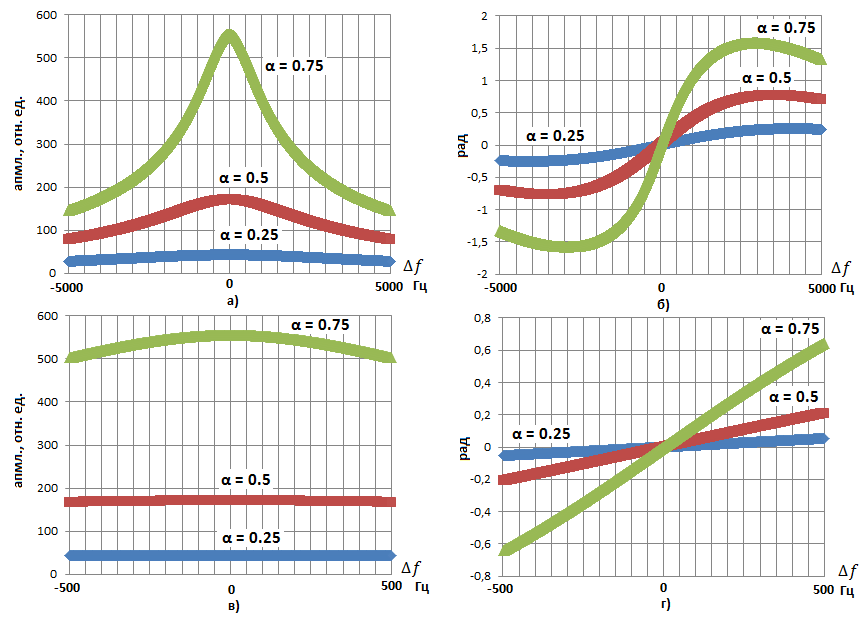 600
500
400
300
200
100
0
апмл., отн. ед.
α = 0.75
α = 0.5
α = 0.25
Δf
-5000
0
5000 Гц
а)
2
1,5
1
0,5
0
-0,5
-1
-1,5
-2
рад
α = 0.75
α = 0.5
α = 0.25
Δf
-5000
0
5000 Гц
б)
600
500
400
300
200
100
0
апмл., отн. ед.
α = 0.75
α = 0.5
α = 0.25
Δf
-500
0
500 Гц
в)
0,8
0,6
0,4
0,2
0
-0,2
-0,4
-0,6
-0,8
рад
α = 0.75
α = 0.5
α = 0.25
Δf
-500
0
500 Гц
г)